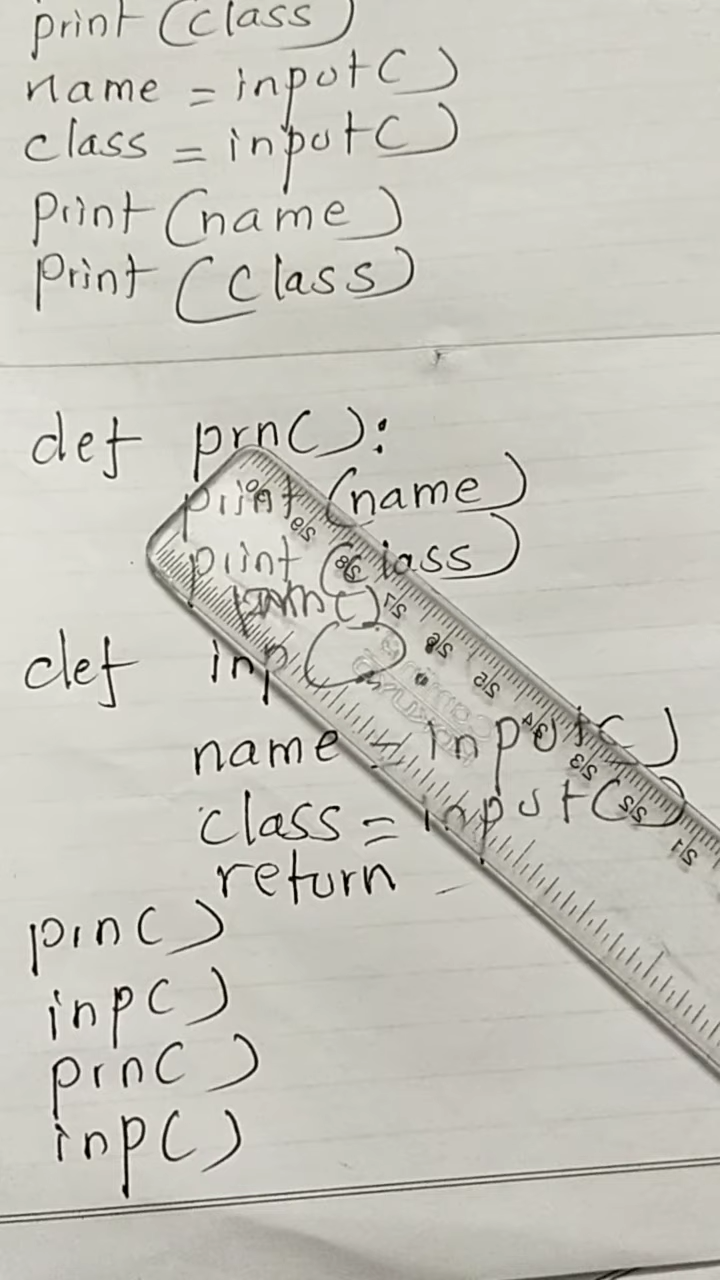 print (class)
name = input()
class = input()
print (name)
print (class)
def prn():
print (name)
print (class)
def inp():
name = input()
class = input()
return
prn()
inp()
prn()
inp()